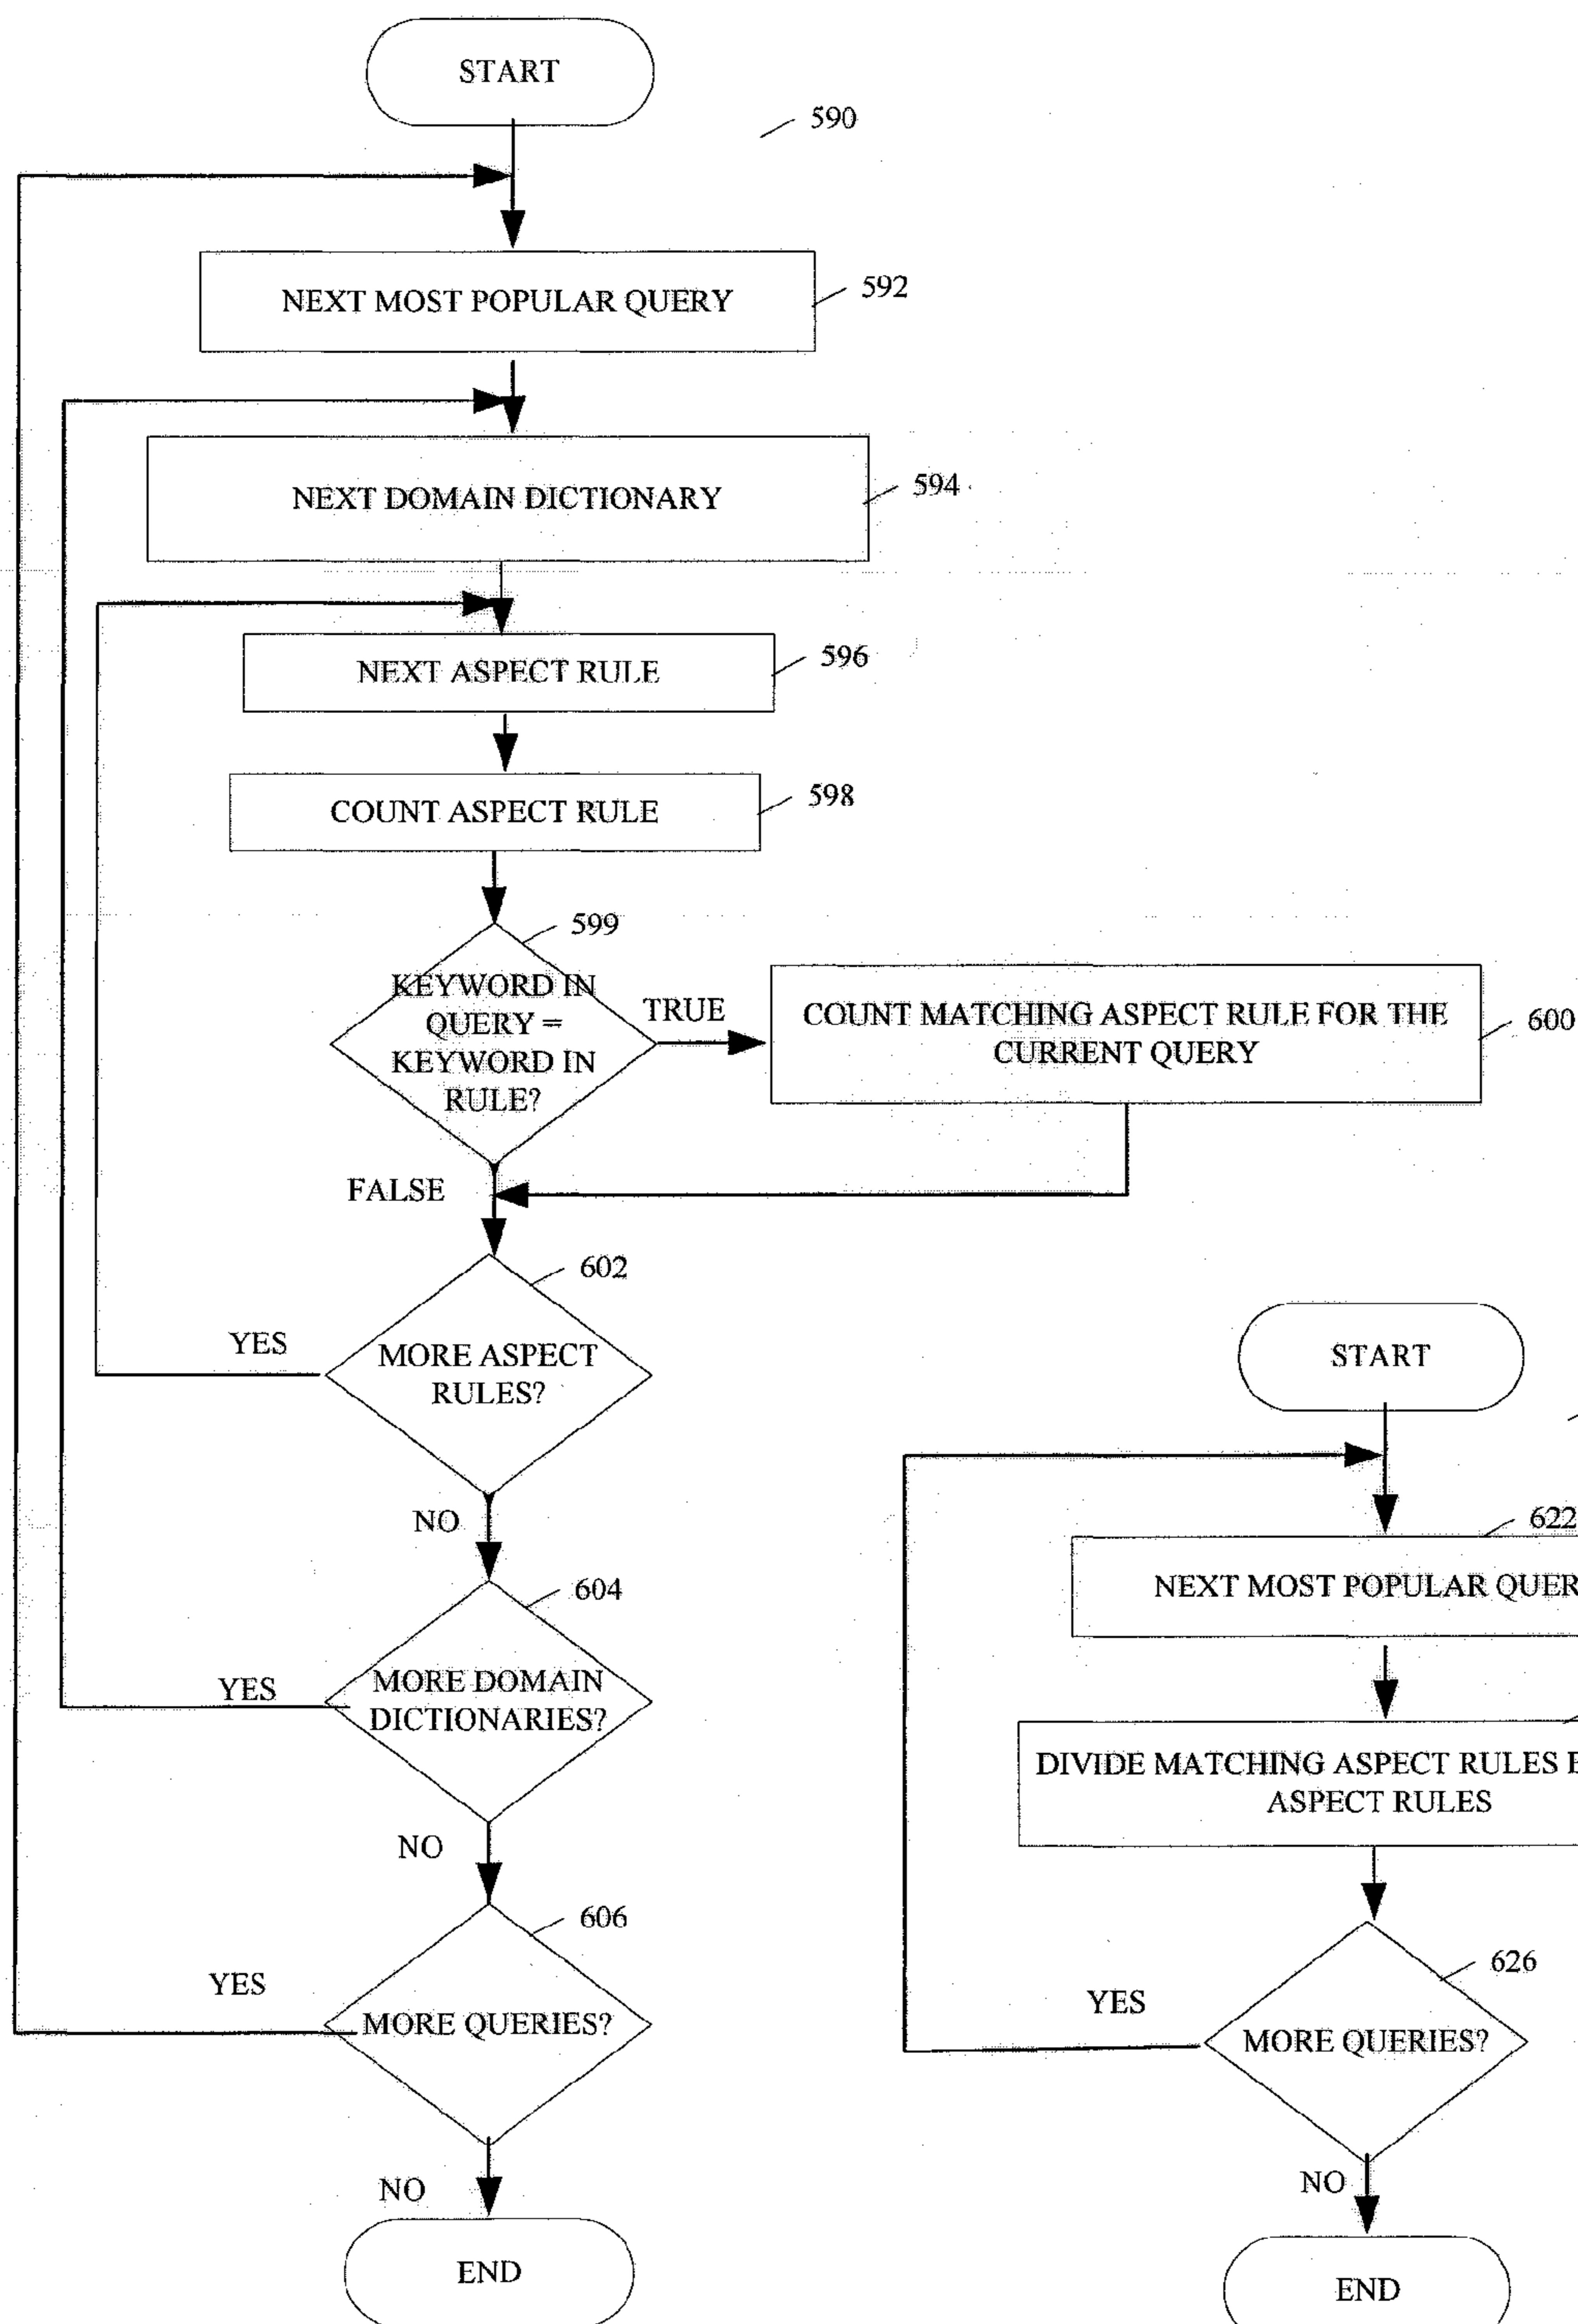 START
590
NEXT MOST POPULAR QUERY
592
NEXT DOMAIN DICTIONARY
594
NEXT ASPECT RULE
596
COUNT ASPECT RULE
598
599
KEYWORD IN
QUERY =
KEYWORD IN
RULE?
TRUE
COUNT MATCHING ASPECT RULE FOR THE
CURRENT QUERY
600
FALSE
602
MORE ASPECT
RULES?
YES
NO
604
MORE DOMAIN
DICTIONARIES?
YES
NO
606
MORE QUERIES?
YES
NO
END
START
622
NEXT MOST POPULAR
DIVIDE MATCHING ASPECT RULES
ASPECT RULES
626
MORE QUERIES?
YES
NO
END